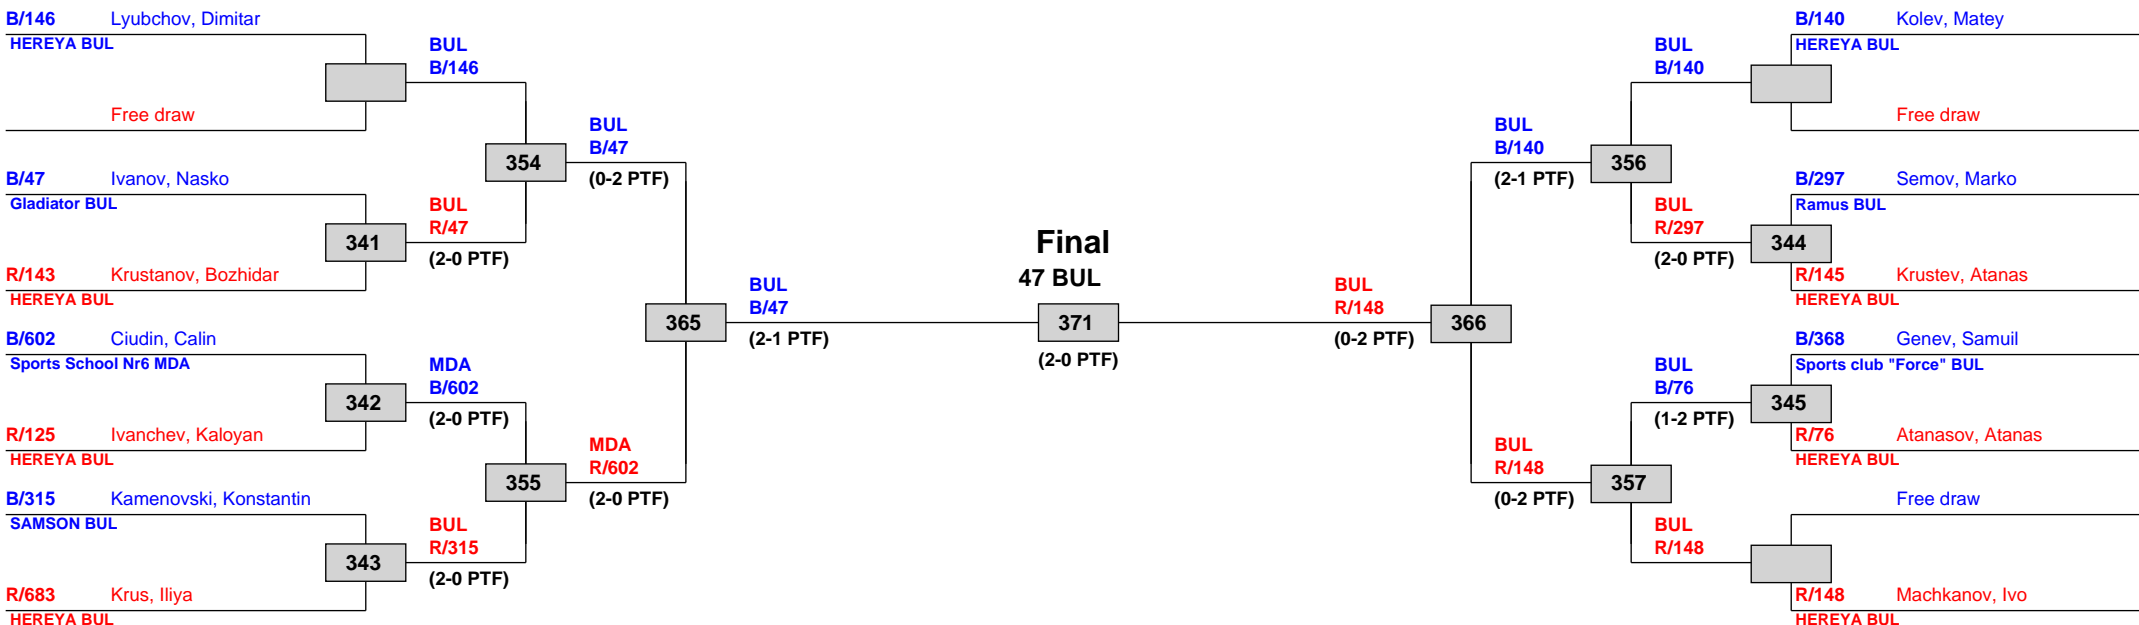 B/146 Lyubchov, Dimitar
HEREYA BUL
Free draw
B/47 Ivanov, Nasko
Gladiator BUL
R/143 Krustanov, Bozhidar
HEREYA BUL
B/602 Ciudin, Calin
Sports School Nr6 MDA
R/125 Ivanchev, Kaloyan
HEREYA BUL
B/315 Kamenovski, Konstantin
SAMSON BUL
R/683 Krus, Iliya
HEREYA BUL
341
342
343
BUL
B/146
BUL
R/47
(2-0 PTF)
MDA
B/602
(2-0 PTF)
BUL
R/315
(2-0 PTF)
354
355
BUL
B/47
(0-2 PTF)
MDA
R/602
(2-0 PTF)
365
BUL
B/47
(2-1 PTF)
Final
47 BUL
371
(2-0 PTF)
BUL
R/148
(0-2 PTF)
366
BUL
B/140
(2-1 PTF)
BUL
R/148
(0-2 PTF)
356
357
BUL
B/140
BUL
R/297
(2-0 PTF)
BUL
B/76
(1-2 PTF)
BUL
R/148
344
345
B/140 Kolev, Matey
HEREYA BUL
Free draw
B/297 Semov, Marko
Ramus BUL
R/145 Krustev, Atanas
HEREYA BUL
B/368 Genev, Samuil
Sports club "Force" BUL
R/76 Atanasov, Atanas
HEREYA BUL
Free draw
R/148 Machkanov, Ivo
HEREYA BUL